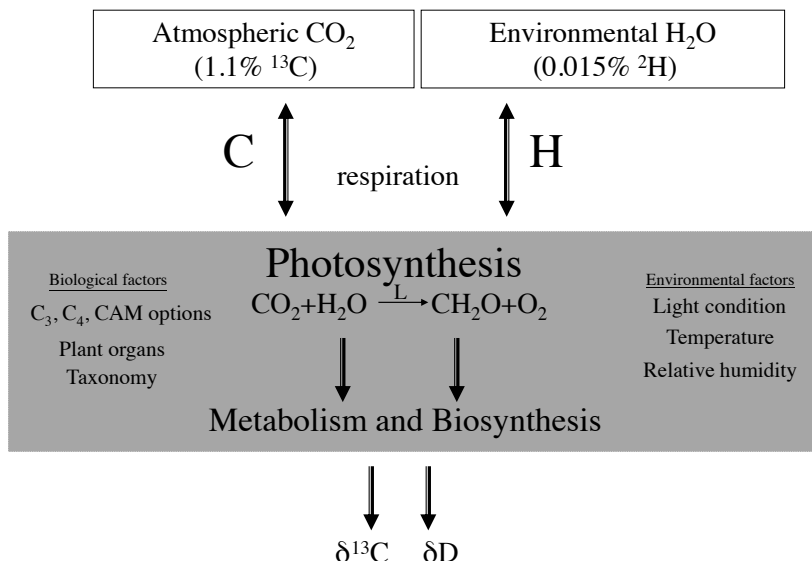 Atmospheric CO₂
(1.1% ¹³C)
Environmental H₂O
(0.015% ²H)
C
H
respiration
Photosynthesis
Biological factors
C₃, C₄, CAM options
Plant organs
Taxonomy
L
CO₂+H₂O ⟶ CH₂O+O₂
Environmental factors
Light condition
Temperature
Relative humidity
Metabolism and Biosynthesis
δ¹³C δD